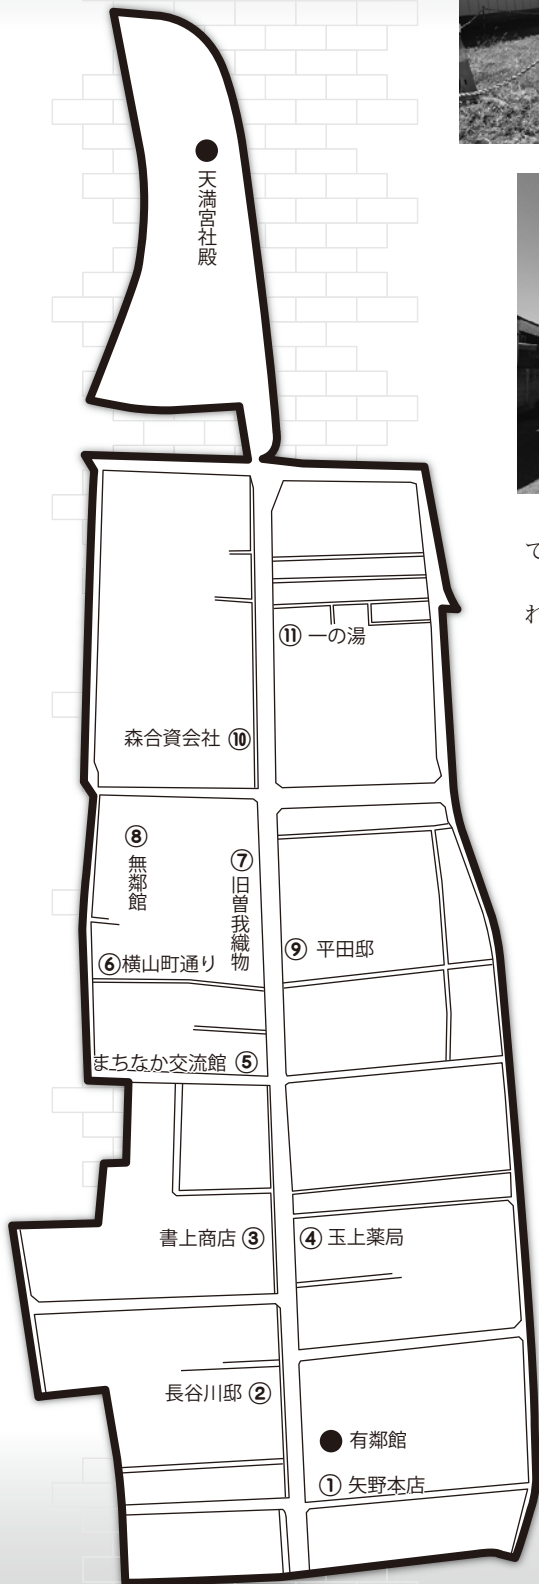 天満宮社殿
て
れ
⑪ 一の湯
森合資会社 ⑩
⑧ 無鄰館
⑦ 旧曽我織物
⑨ 平田邸
⑥横山町通り
まちなか交流館 ⑤
書上商店 ③
④ 玉上薬局
長谷川邸 ②
● 有鄰館
① 矢野本店